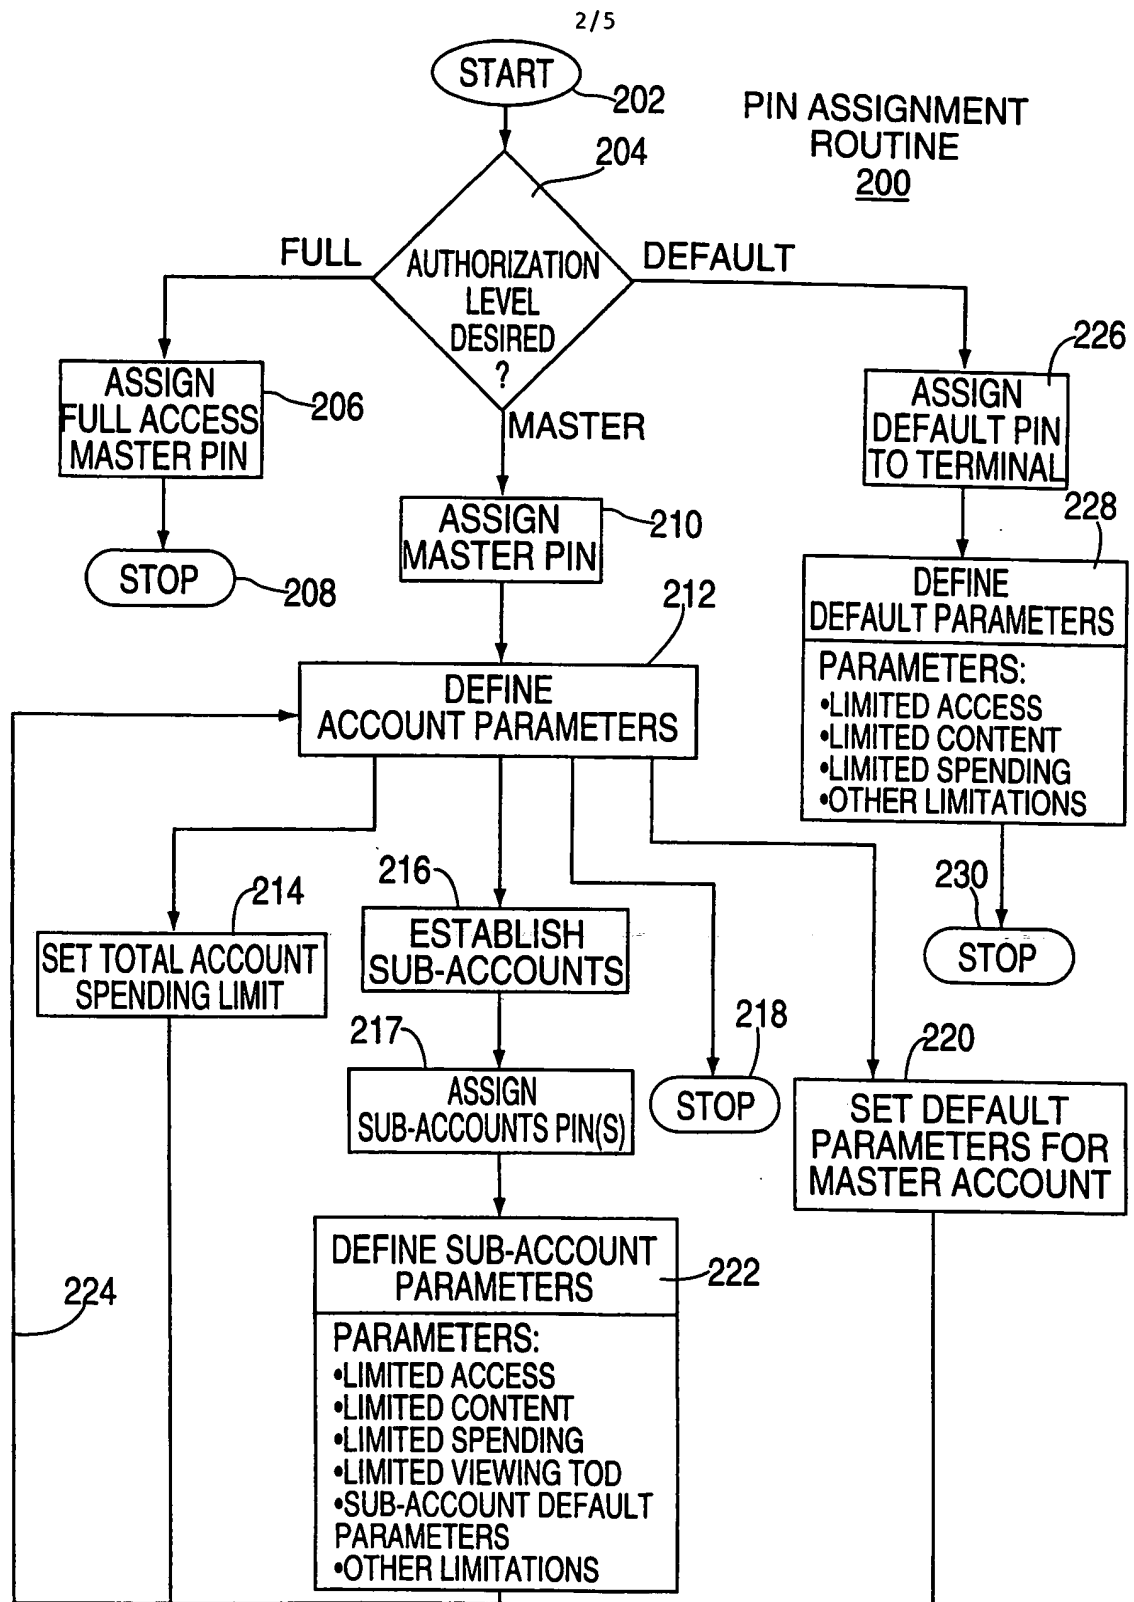 2/5
START
202
PIN ASSIGNMENT
ROUTINE
200
204
FULL
AUTHORIZATION
LEVEL
DESIRED
?
DEFAULT
MASTER
ASSIGN
FULL ACCESS
MASTER PIN
206
STOP
208
ASSIGN
MASTER PIN
210
226
ASSIGN
DEFAULT PIN
TO TERMINAL
228
DEFINE
DEFAULT PARAMETERS
PARAMETERS:
•LIMITED ACCESS
•LIMITED CONTENT
•LIMITED SPENDING
•OTHER LIMITATIONS
230
STOP
212
DEFINE
ACCOUNT PARAMETERS
214
SET TOTAL ACCOUNT
SPENDING LIMIT
216
ESTABLISH
SUB-ACCOUNTS
217
ASSIGN
SUB-ACCOUNTS PIN(S)
218
STOP
220
SET DEFAULT
PARAMETERS FOR
MASTER ACCOUNT
DEFINE SUB-ACCOUNT
PARAMETERS
222
PARAMETERS:
•LIMITED ACCESS
•LIMITED CONTENT
•LIMITED SPENDING
•LIMITED VIEWING TOD
•SUB-ACCOUNT DEFAULT
PARAMETERS
•OTHER LIMITATIONS
224